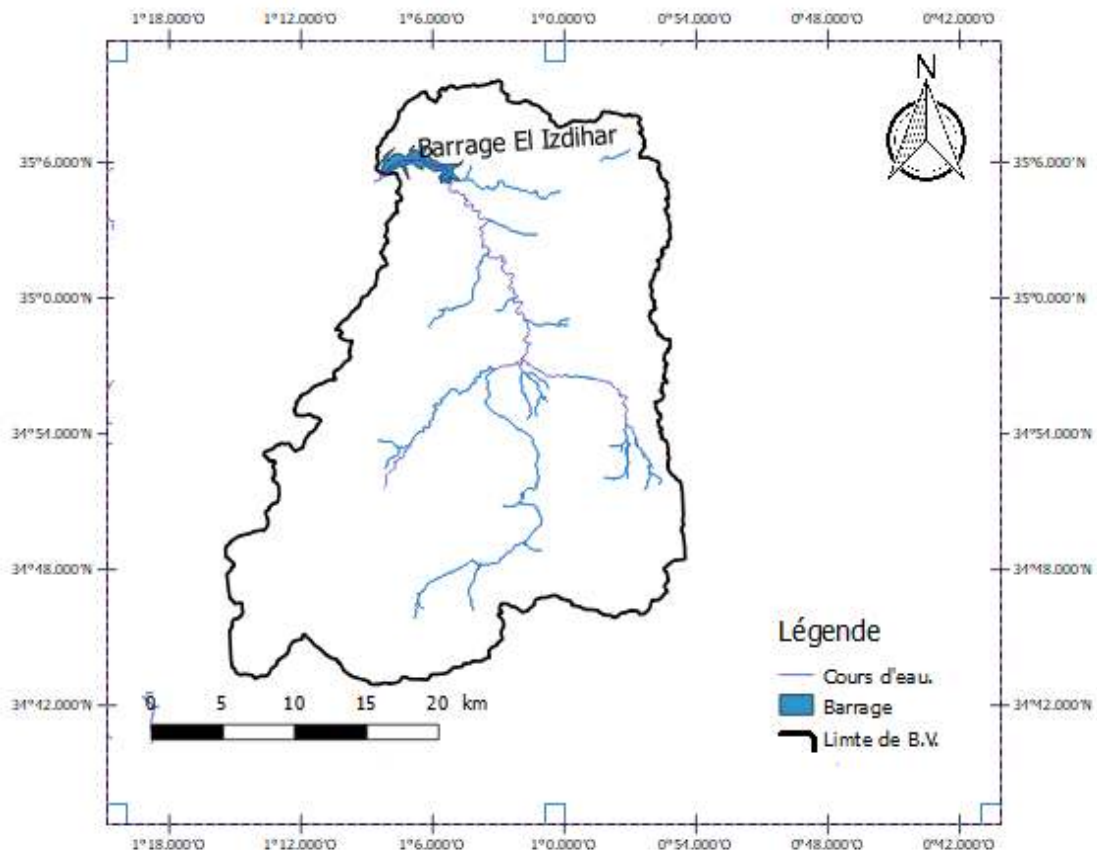 1°18.000'O 1°12.000'O 1°6.000'O 1°0.000'O 0°54.000'O 0°48.000'O 0°42.000'O
N
Barrage El Izdihar
35°6.000'N 35°6.000'N
35°0.000'N 35°0.000'N
34°54.000'N 34°54.000'N
34°48.000'N 34°48.000'N
Légende
Cours d'eau.
Barrage
Limte de B.V.
34°42.000'N 34°42.000'N
0 5 10 15 20 km
1°18.000'O 1°12.000'O 1°6.000'O 1°0.000'O 0°54.000'O 0°48.000'O 0°42.000'O